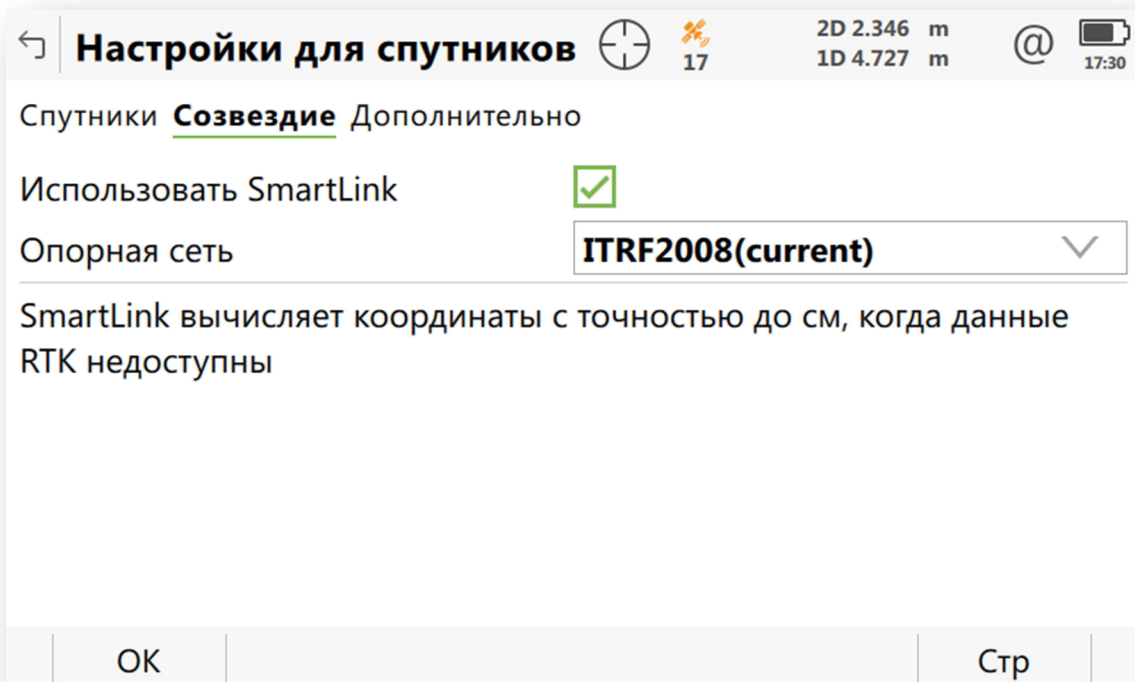 Настройки для спутников
17
2D 2.346 m
1D 4.727 m
@
17:30
Спутники Созвездие Дополнительно
Использовать SmartLink
Опорная сеть ITRF2008(current)
SmartLink вычисляет координаты с точностью до см, когда данные
RTK недоступны
OK Стр